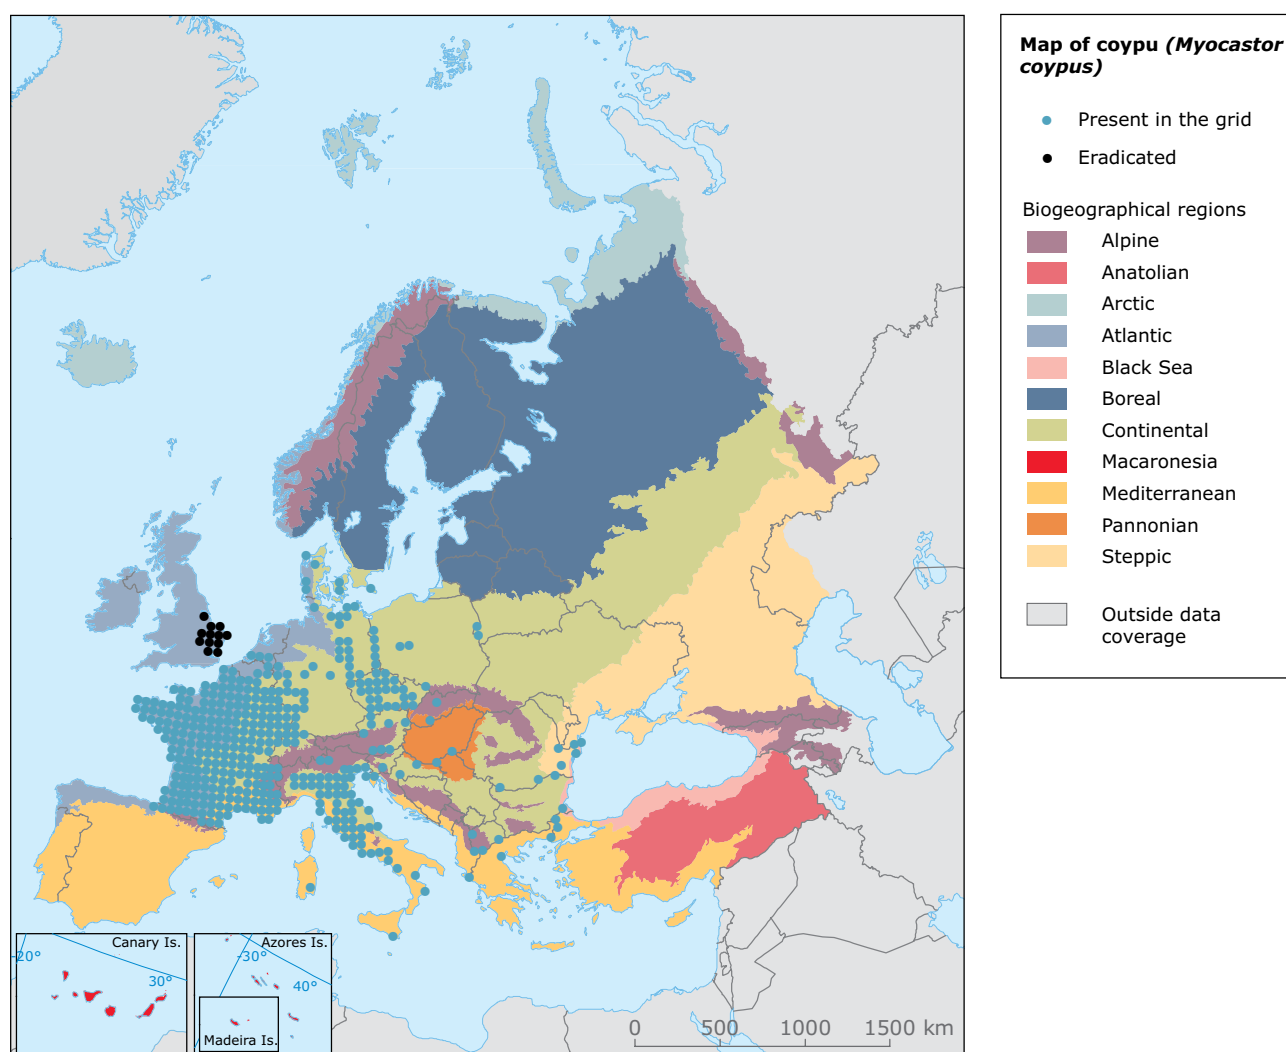 Map of coypu (Myocastor
coypus)
Present in the grid
Eradicated
Biogeographical regions
Alpine
Anatolian
Arctic
Atlantic
Black Sea
Boreal
Continental
Macaronesia
Mediterranean
Pannonian
Steppic
Outside data
coverage
Canary Is.
20°
30°
Azores Is.
-30°
40°
Madeira Is.
0 500 1000 1500 km